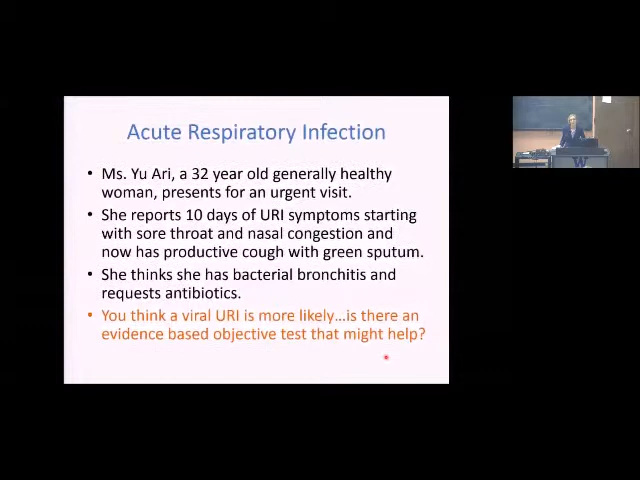 Acute Respiratory Infection
• Ms. Yu Ari, a 32 year old generally healthy
woman, presents for an urgent visit.
• She reports 10 days of URI symptoms starting
with sore throat and nasal congestion and
now has productive cough with green sputum.
• She thinks she has bacterial bronchitis and
requests antibiotics.
• You think a viral URI is more likely...is there an
evidence based objective test that might help?
W